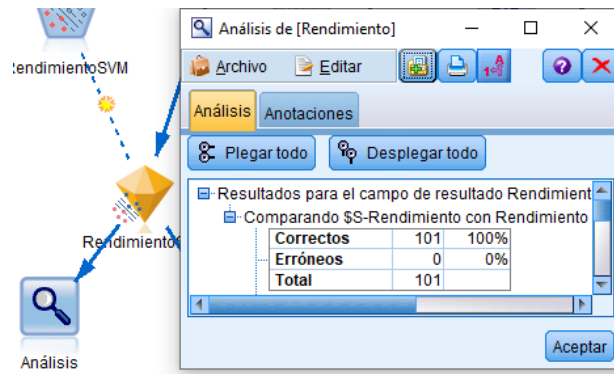 RendimientoSVM
Rendimiento
Análisis
Análisis de [Rendimiento]
Archivo Editar
Análisis Anotaciones
Plegar todo Desplegar todo
Resultados para el campo de resultado Rendimient
Comparando $S-Rendimiento con Rendimiento
Correctos 101 100%
Erróneos 0 0%
Total 101
Aceptar